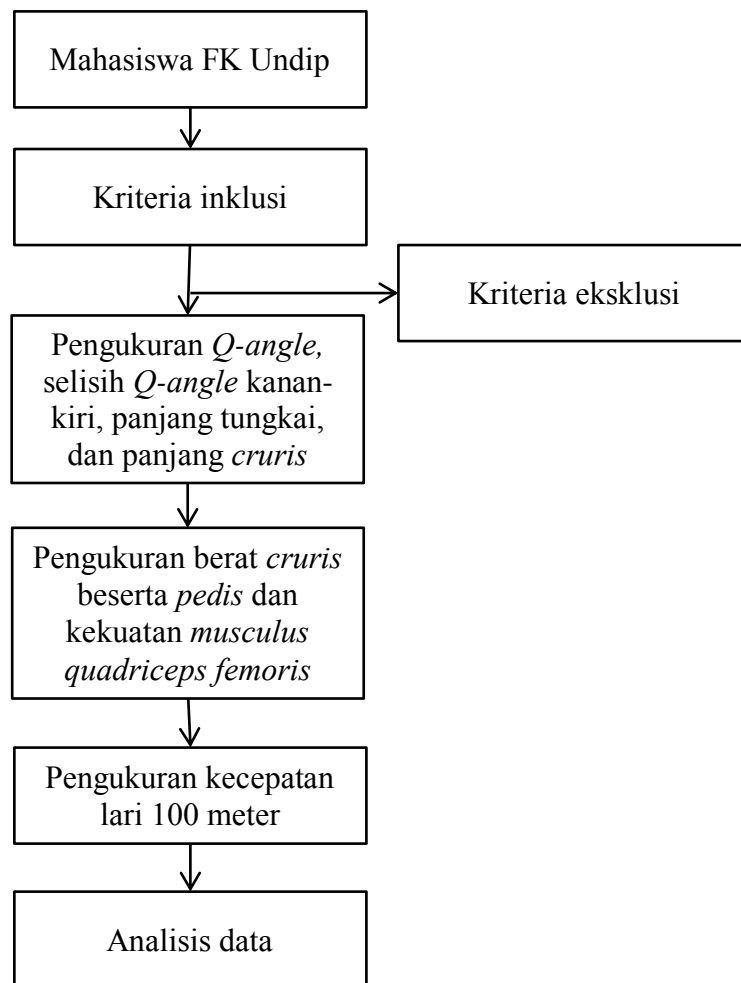 Mahasiswa FK Undip
Kriteria inklusi
Kriteria eksklusi
Pengukuran Q-angle,
selisih Q-angle kanan-
kiri, panjang tungkai,
dan panjang cruris
Pengukuran berat cruris
beserta pedis dan
kekuatan musculus
quadriceps femoris
Pengukuran kecepatan
lari 100 meter
Analisis data